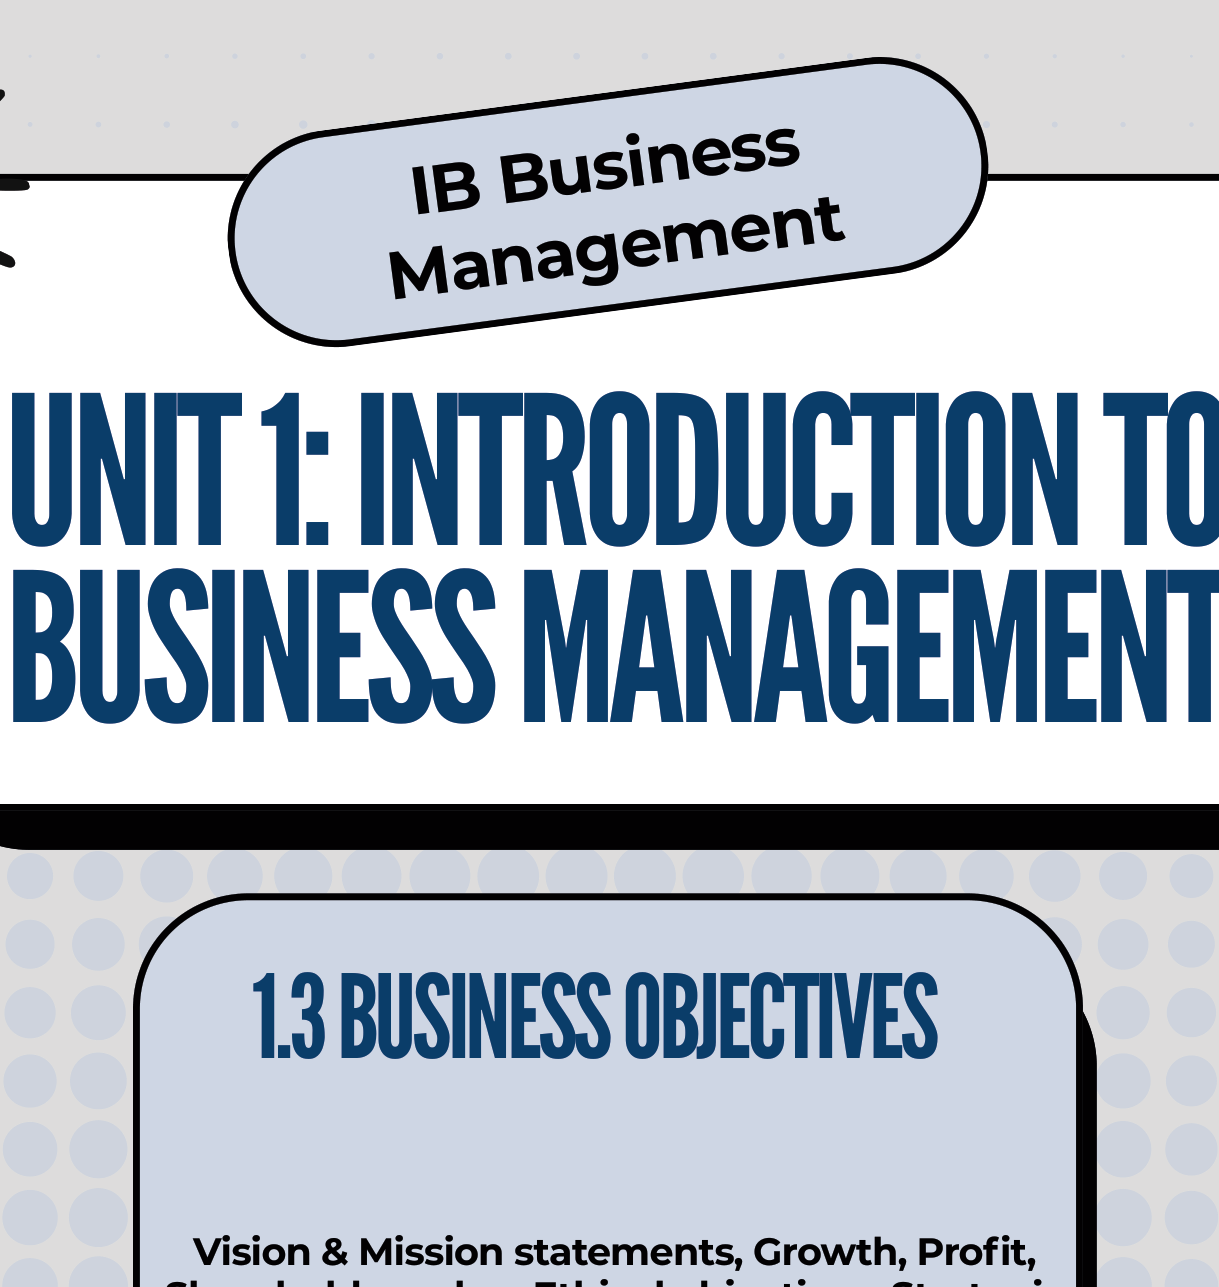 IB Business
Management
UNIT 1: INTRODUCTION TO
BUSINESS MANAGEMENT
1.3 BUSINESS OBJECTIVES
Vision & Mission statements, Growth, Profit,